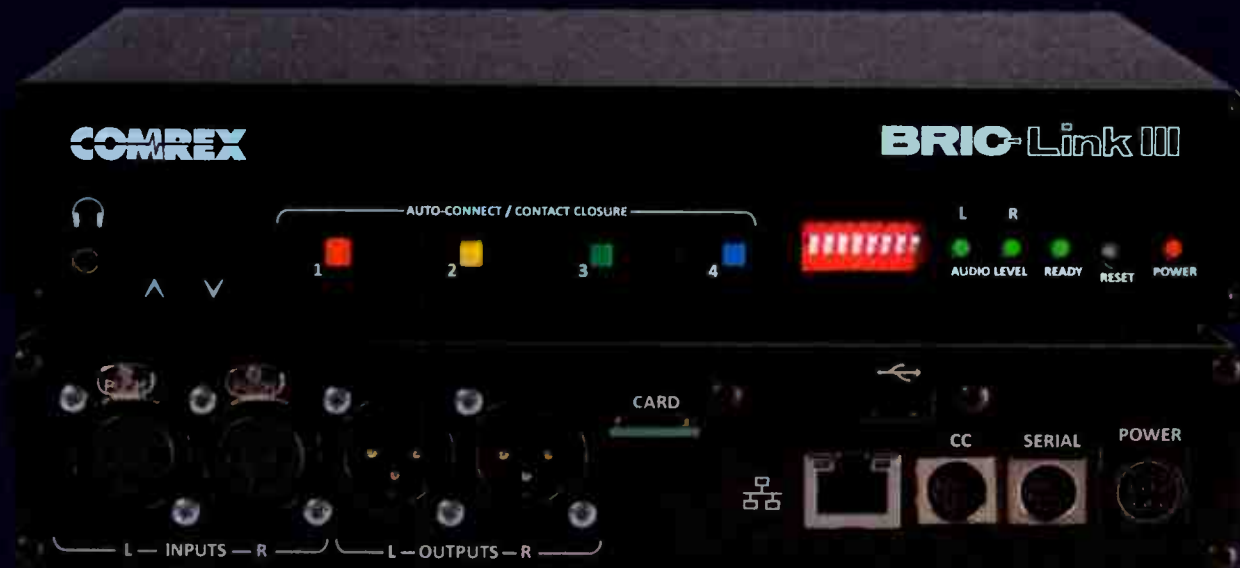 COMREX
BRIC-Link III
AUTO-CONNECT / CONTACT CLOSURE
L R
1 2 3 4
AUDIO LEVEL READY RESET POWER
CARD
CC SERIAL POWER
L — INPUTS — R
L — OUTPUTS — R